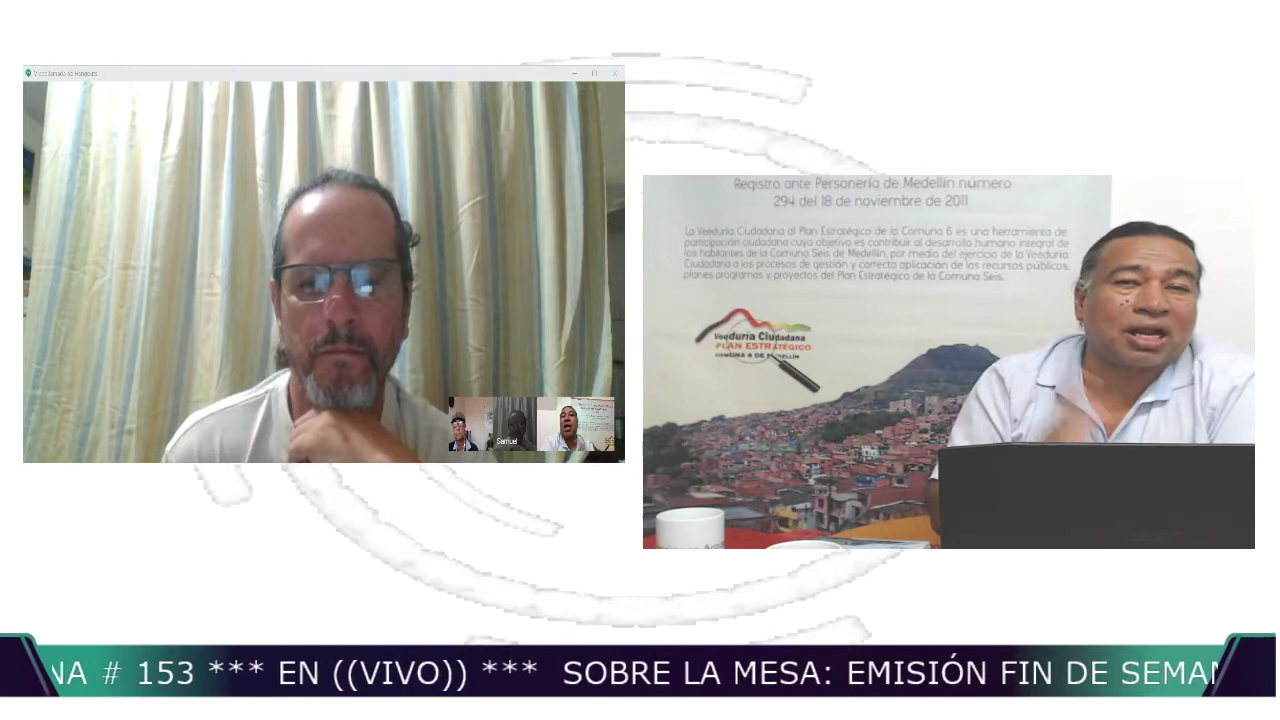 Videollamada de Hangouts
Registro ante Personería de Medellín número
294 del 18 de noviembre de 2011
La Veeduría Ciudadana al Plan Estratégico de la Comuna 6 es una herramienta de
participación ciudadana cuyo objetivo es contribuir al desarrollo humano integral de
los habitantes de la Comuna Seis de Medellín, por medio del ejercicio de la Veeduría
Ciudadana a los procesos de gestión y correcta aplicación de los recursos públicos,
planes programas y proyectos del Plan Estratégico de la Comuna Seis.
Veeduría Ciudadana
PLAN ESTRATÉGICO
COMUNA 6 DE MEDELLÍN
Samuel
NA # 153 *** EN ((VIVO)) *** SOBRE LA MESA: EMISIÓN FIN DE SEMAN